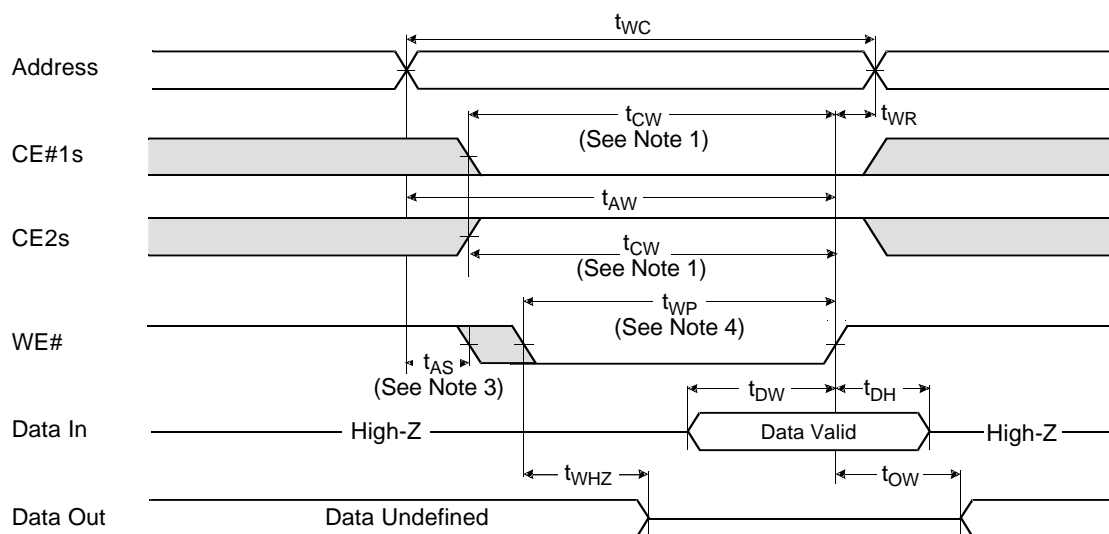 tWC
Address
tCW
(See Note 1)
tWR
CE#1s
tAW
CE2s
tCW
(See Note 1)
tWP
(See Note 4)
WE#
tAS
(See Note 3)
tDW
tDH
Data In
High-Z
Data Valid
High-Z
tWHZ
tOW
Data Out
Data Undefined